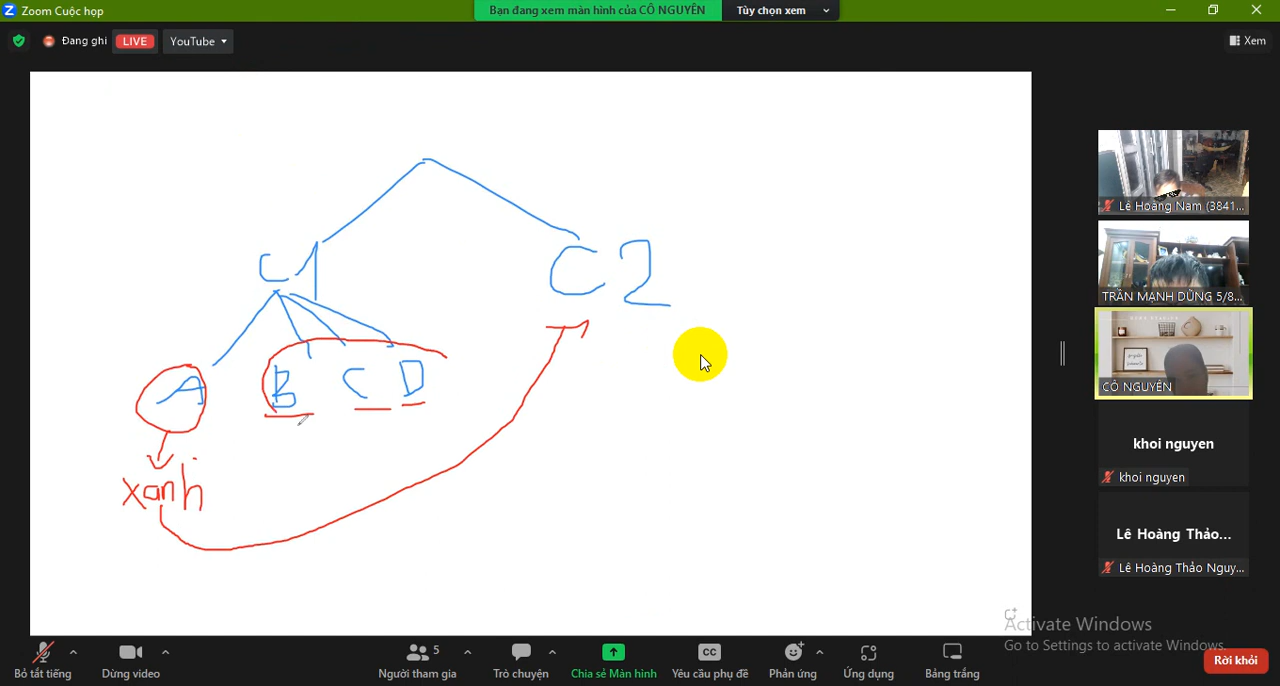 Zoom Cuộc họp
Bạn đang xem màn hình của CÔ NGUYÊN
Tùy chọn xem
Đang ghi
LIVE
YouTube
Xem
C1
C2
A
B
C
D
xanh
Lê Hoàng Nam (3841...
TRẦN MẠNH DŨNG 5/8...
CÔ NGUYÊN
khoi nguyen
khoi nguyen
Lê Hoàng Thảo...
Lê Hoàng Thảo Nguy...
Activate Windows
Go to Settings to activate Windows.
Bỏ tắt tiếng
Dừng video
5
Người tham gia
Trò chuyện
Chia sẻ Màn hình
CC
Yêu cầu phụ đề
Phản ứng
Ứng dụng
Bảng trắng
Rời khỏi